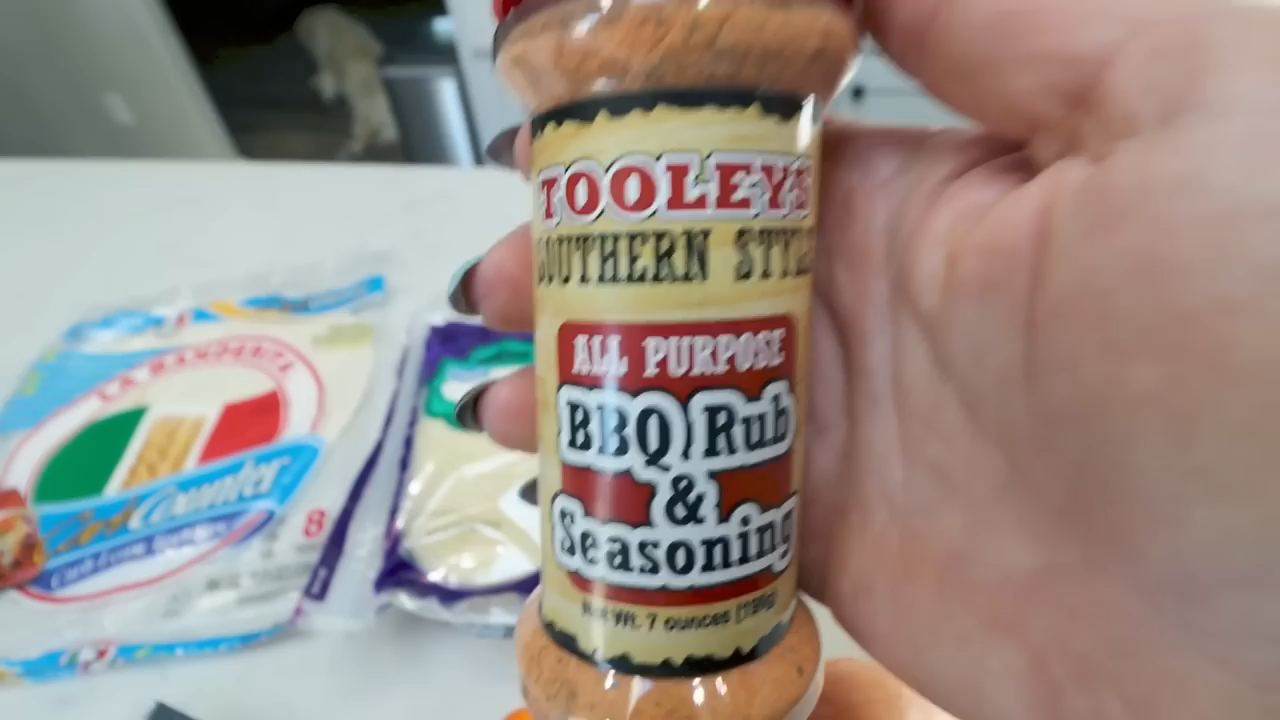 TOOLEY'S
SOUTHERN STYLE
ALL PURPOSE
BBQ Rub
&
Seasoning
Net Wt. 7 ounces
LA BANDERITA
Carb Counter
8